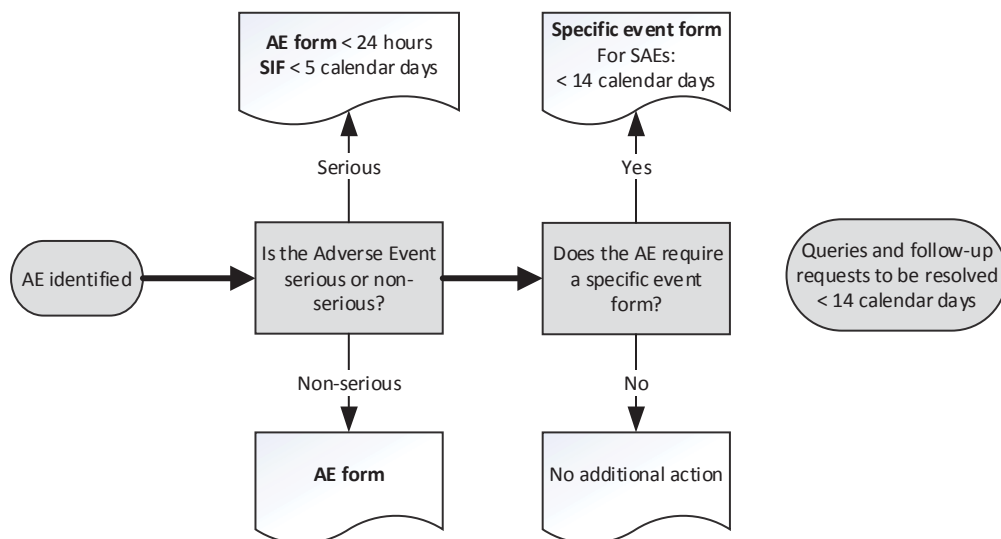 AE form < 24 hours
SIF < 5 calendar days
Specific event form
For SAEs:
< 14 calendar days
Serious
Yes
AE identified
Is the Adverse Event
serious or non-
serious?
Does the AE require
a specific event
form?
Queries and follow-up
requests to be resolved
< 14 calendar days
Non-serious
No
AE form
No additional action